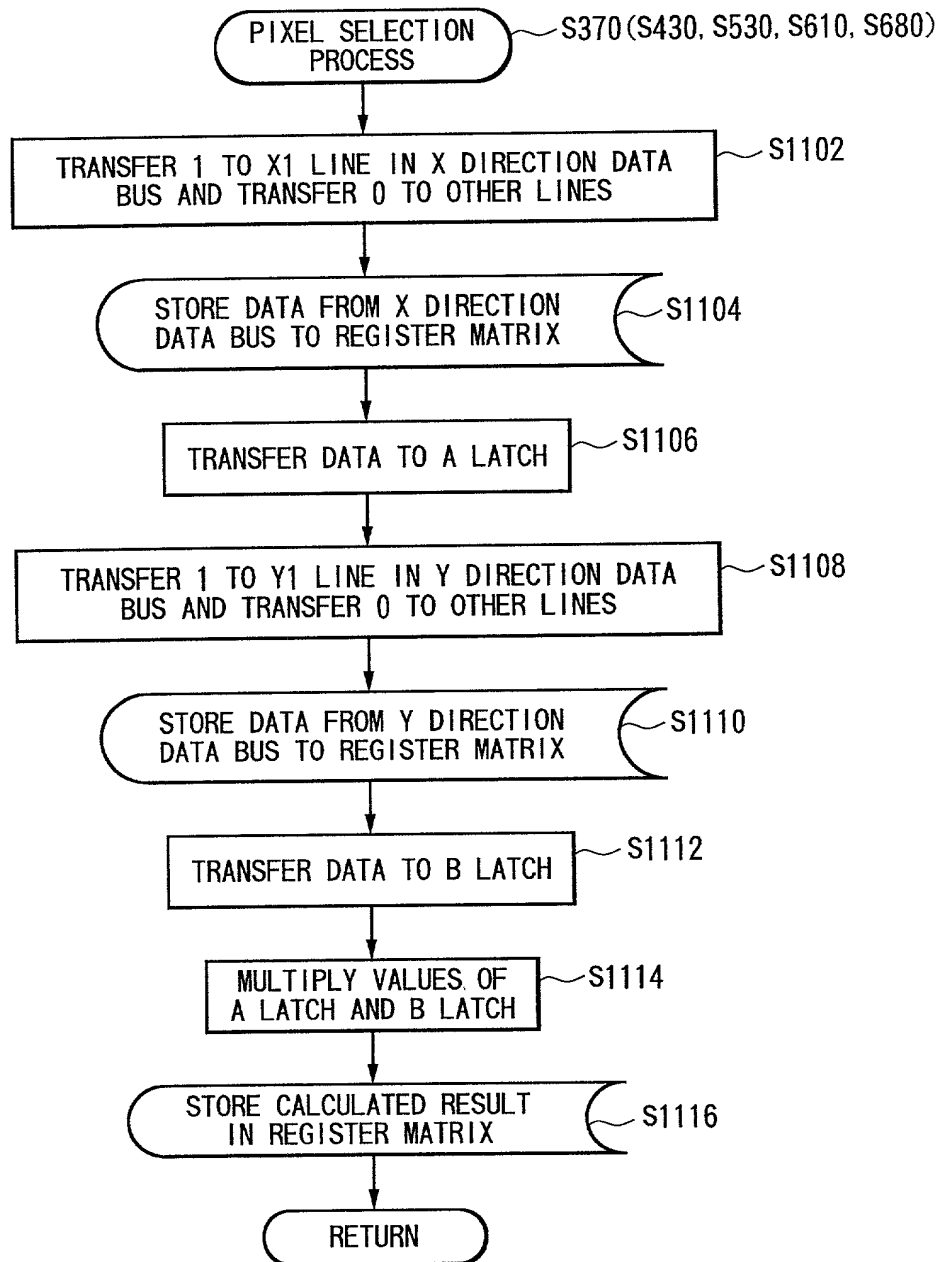 PIXEL SELECTION
PROCESS
S370(S430, S530, S610, S680)
TRANSFER 1 TO X1 LINE IN X DIRECTION DATA
BUS AND TRANSFER 0 TO OTHER LINES
S1102
STORE DATA FROM X DIRECTION
DATA BUS TO REGISTER MATRIX
S1104
TRANSFER DATA TO A LATCH
S1106
TRANSFER 1 TO Y1 LINE IN Y DIRECTION DATA
BUS AND TRANSFER 0 TO OTHER LINES
S1108
STORE DATA FROM Y DIRECTION
DATA BUS TO REGISTER MATRIX
S1110
TRANSFER DATA TO B LATCH
S1112
MULTIPLY VALUES OF
A LATCH AND B LATCH
S1114
STORE CALCULATED RESULT
IN REGISTER MATRIX
S1116
RETURN